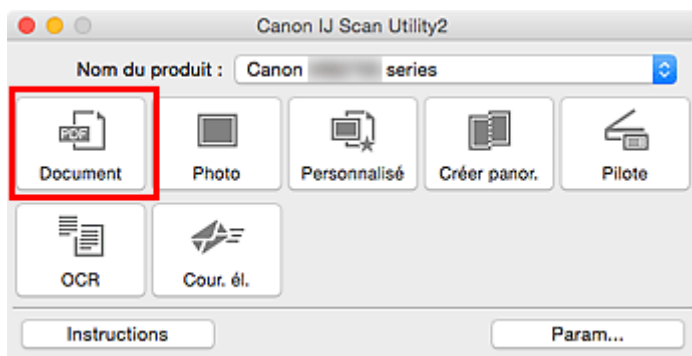 Canon IJ Scan Utility2
Nom du produit : Canon series
PDF
Document Photo Personnalisé Créer panor. Pilote
OCR Cour. él.
Instructions Param...